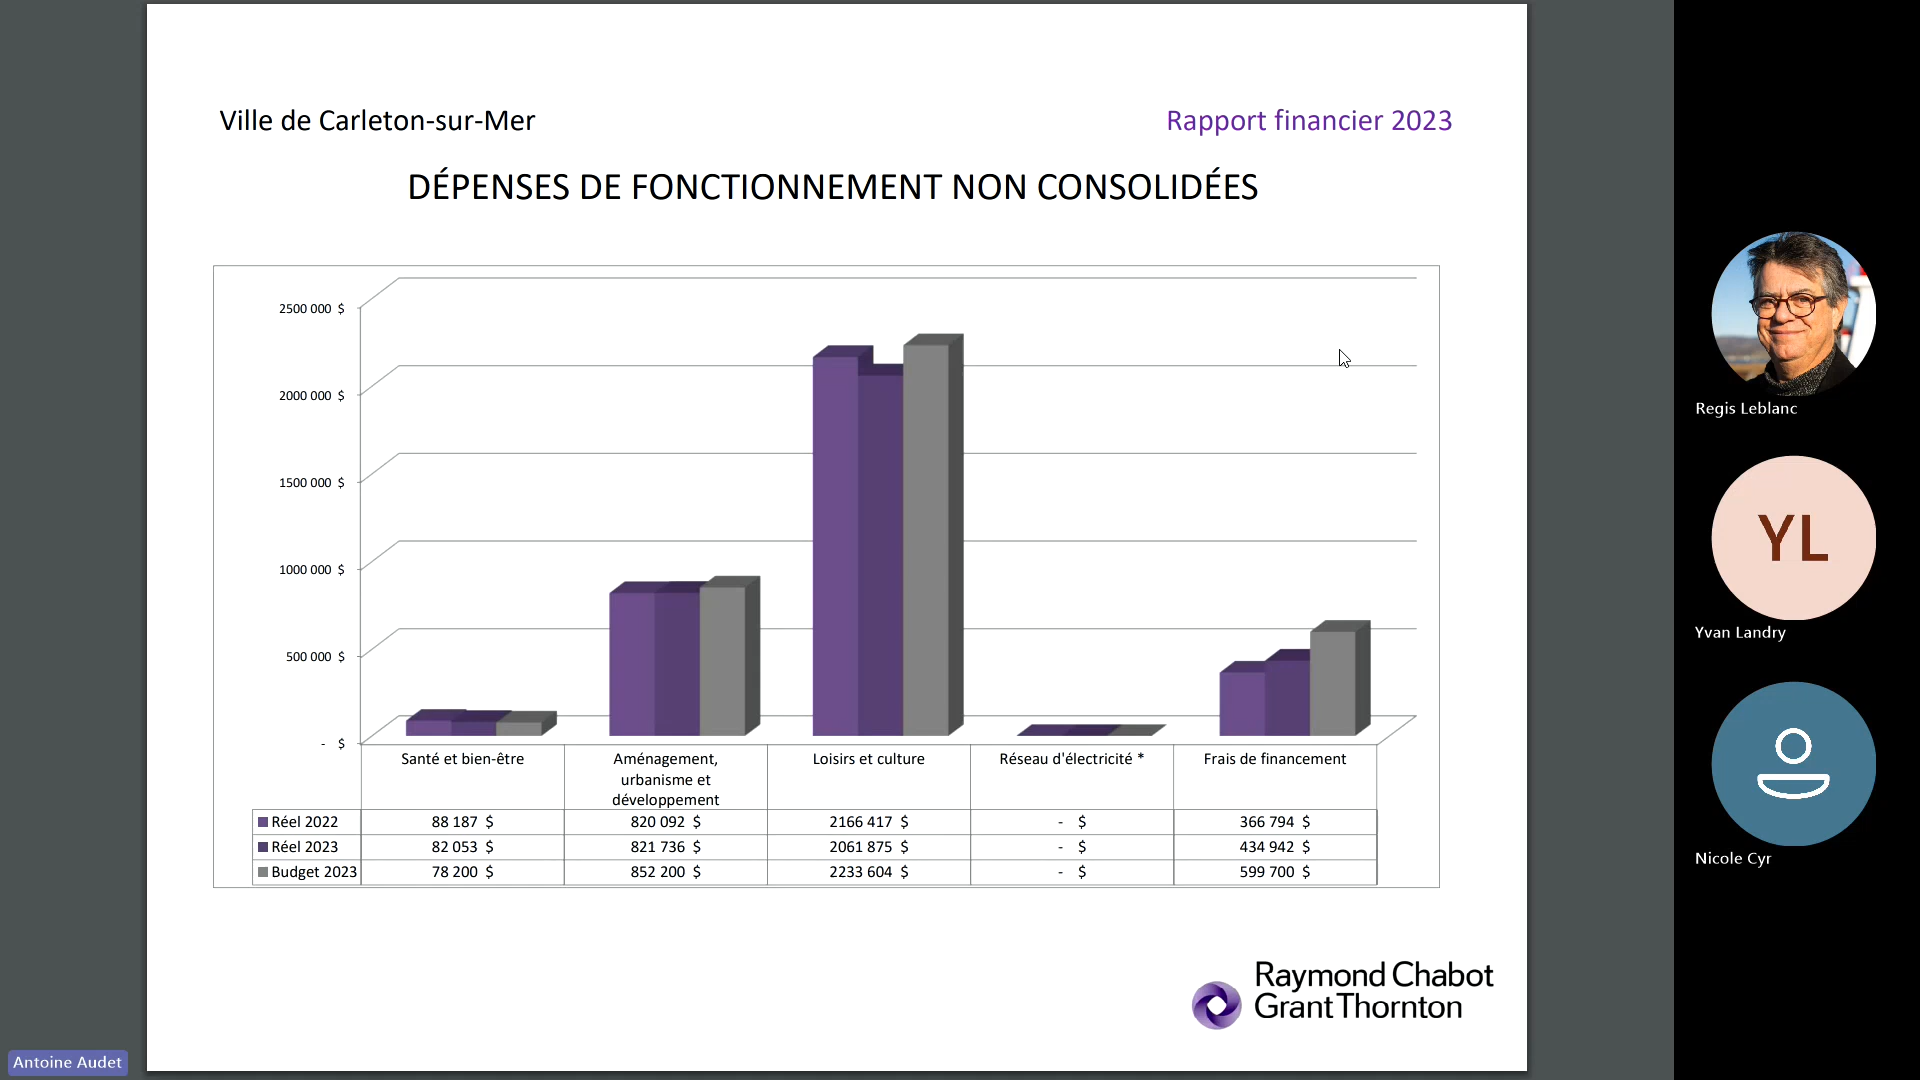 Ville de Carleton-sur-Mer
Rapport financier 2023
DÉPENSES DE FONCTIONNEMENT NON CONSOLIDÉES
2500 000 $
2000 000 $
1500 000 $
1000 000 $
500 000 $
- $
Santé et bien-être
Aménagement,
urbanisme et
développement
Loisirs et culture
Réseau d'électricité *
Frais de financement
Réel 2022 88 187 $ 820 092 $ 2166 417 $ - $ 366 794 $
Réel 2023 82 053 $ 821 736 $ 2061 875 $ - $ 434 942 $
Budget 2023 78 200 $ 852 200 $ 2233 604 $ - $ 599 700 $
Raymond Chabot
Grant Thornton
Antoine Audet
Regis Leblanc
YL
Yvan Landry
Nicole Cyr